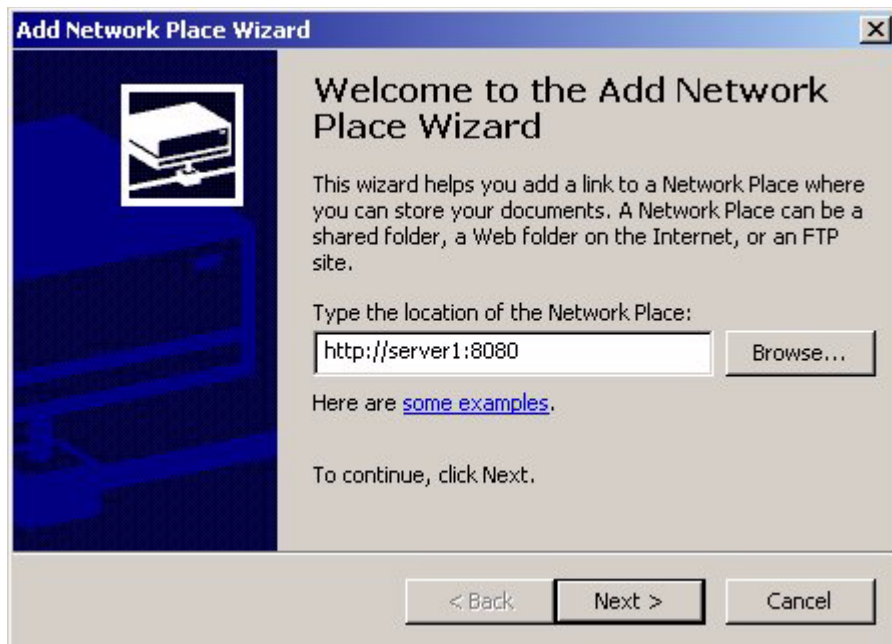 Add Network Place Wizard
Welcome to the Add Network
Place Wizard
This wizard helps you add a link to a Network Place where
you can store your documents. A Network Place can be a
shared folder, a Web folder on the Internet, or an FTP
site.
Type the location of the Network Place:
http://server1:8080
Browse...
Here are some examples.
To continue, click Next.
< Back
Next >
Cancel